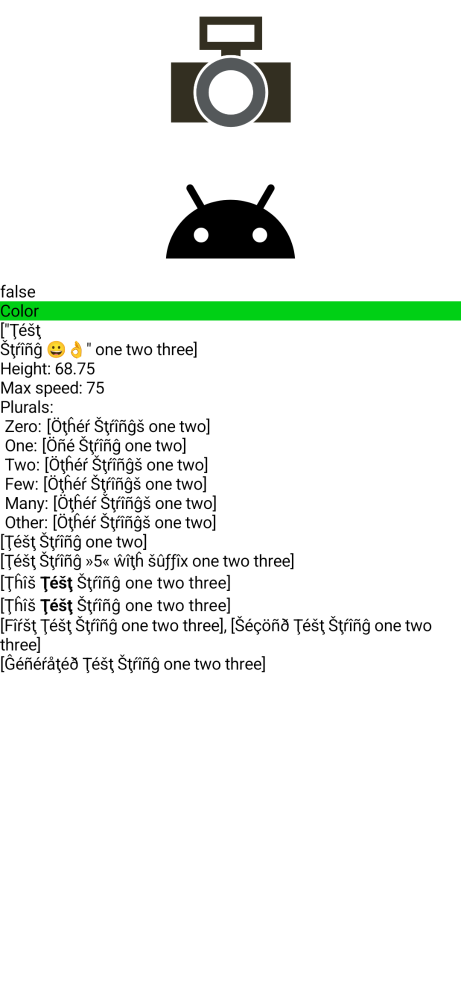 false
Color
["Ţéšţ
Šţŕîñĝ 😀👌" one two three]
Height: 68.75
Max speed: 75
Plurals:
Zero: [Öţĥéŕ Šţŕîñĝš one two]
One: [Öñé Šţŕîñĝ one two]
Two: [Öţĥéŕ Šţŕîñĝš one two]
Few: [Öţĥéŕ Šţŕîñĝš one two]
Many: [Öţĥéŕ Šţŕîñĝš one two]
Other: [Öţĥéŕ Šţŕîñĝš one two]
[Ţéšţ Šţŕîñĝ one two]
[Ţéšţ Šţŕîñĝ »5« ŵîţĥ šûƒƒîx one two three]
[Ţĥîš Ţéšţ Šţŕîñĝ one two three]
[Ţĥîš Ţéšţ Šţŕîñĝ one two three]
[Fîŕšţ Ţéšţ Šţŕîñĝ one two three], [Šéçöñð Ţéšţ Šţŕîñĝ one two
three]
[Ĝéñéŕåţéð Ţéšţ Šţŕîñĝ one two three]